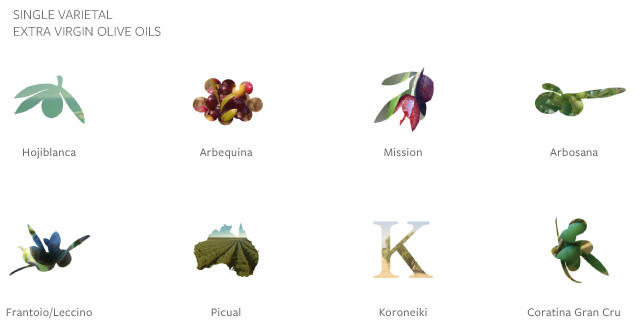 SINGLE VARIETAL
EXTRA VIRGIN OLIVE OILS
Hojiblanca
Arbequina
Mission
Arbosana
Frantoio/Leccino
Picual
K
Koroneiki
Coratina Gran Cru